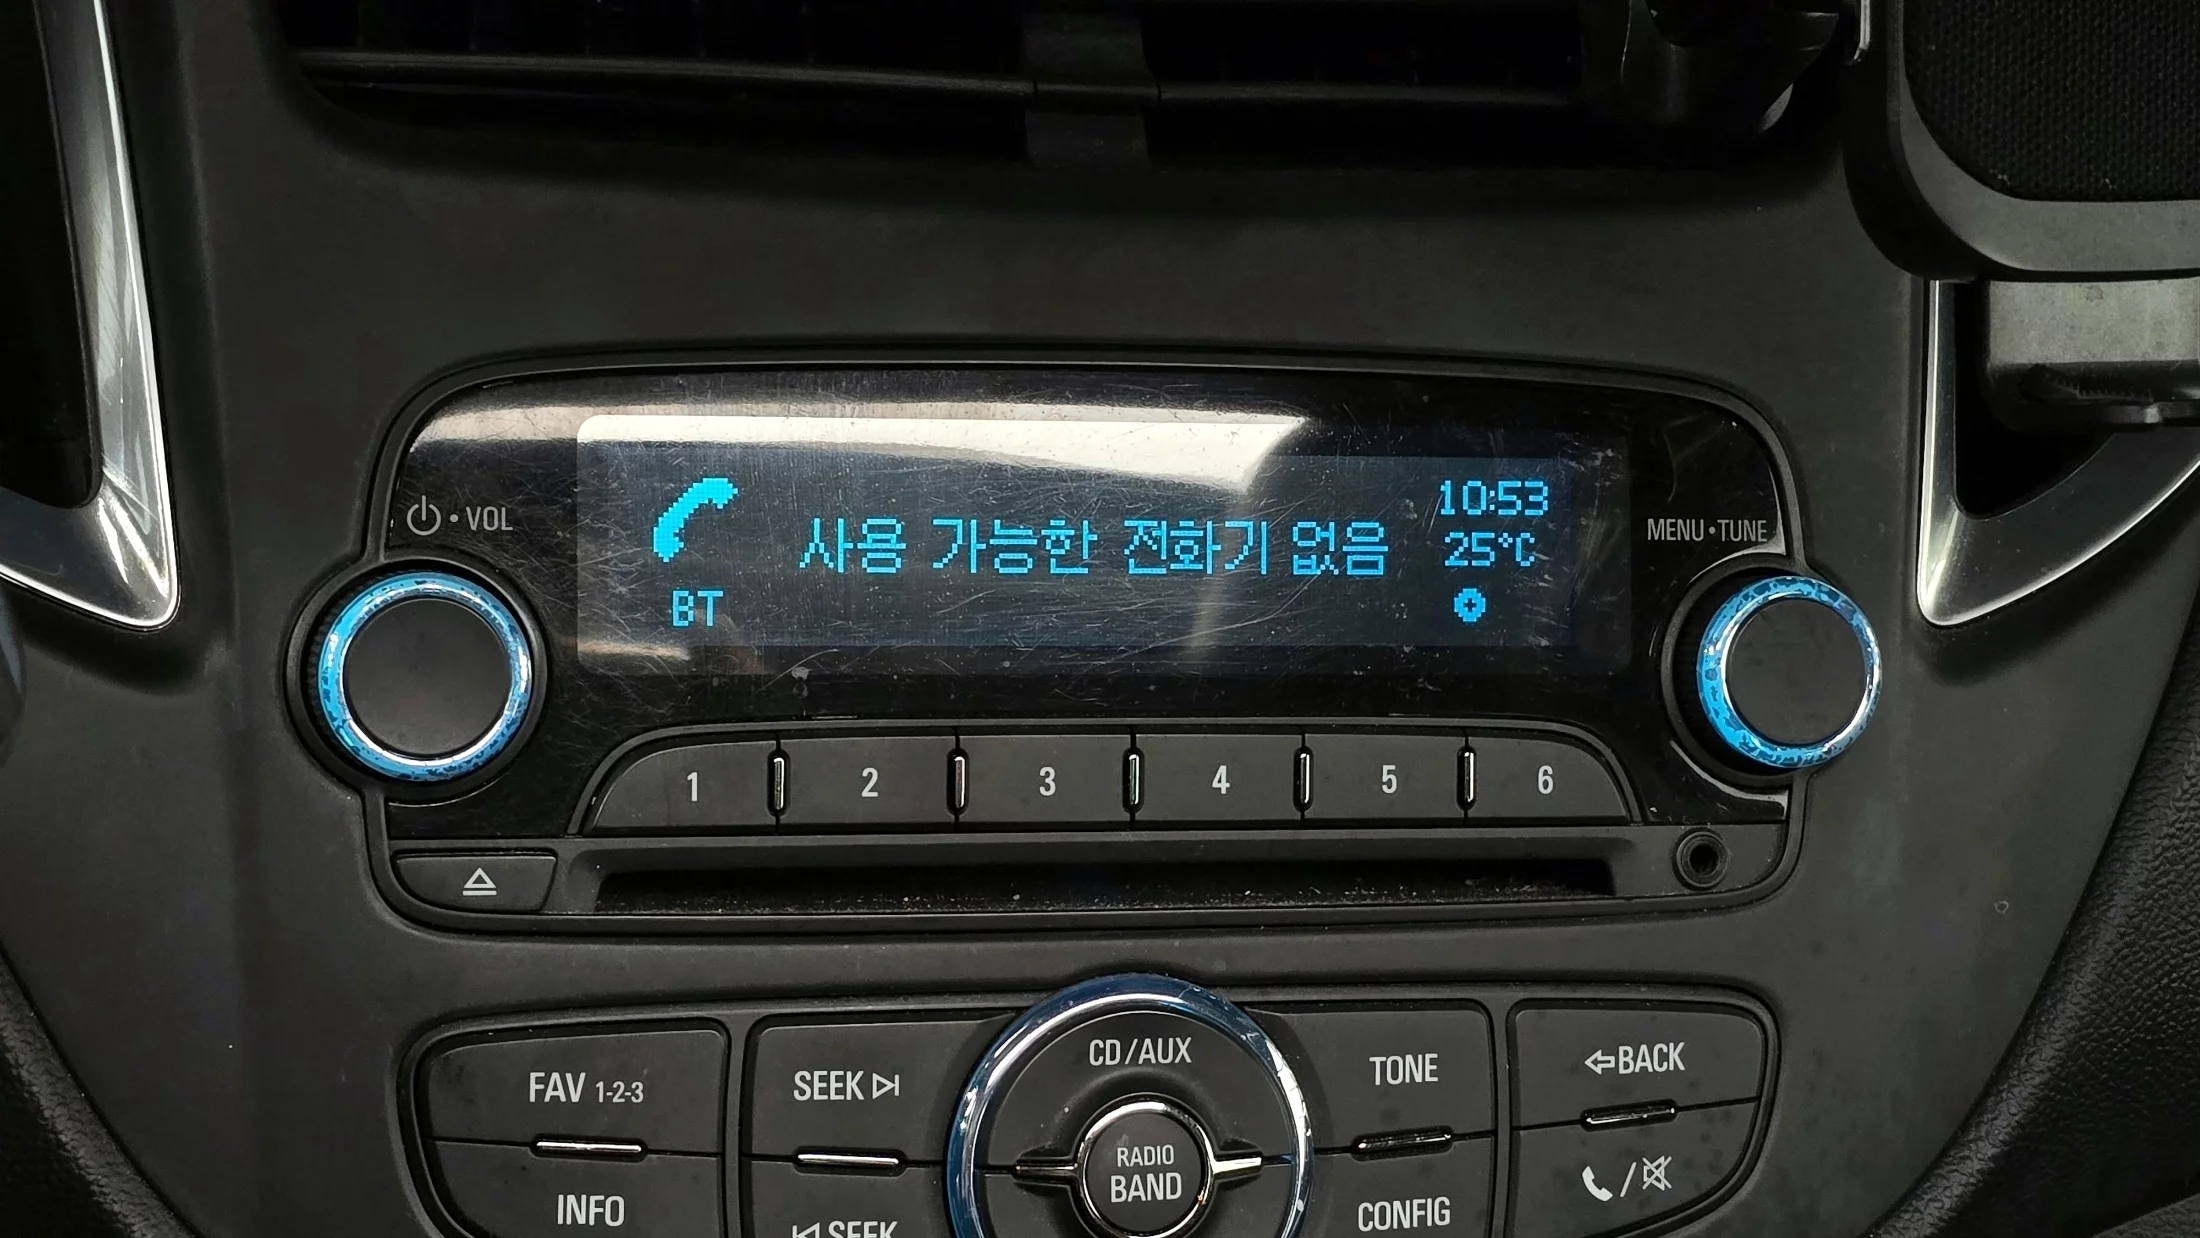 VOL
사용 가능한 전화기 없음
BT
10:53
25°C
MENU•TUNE
1 2 3 4 5 6
FAV 1-2-3
SEEK
CD/AUX
TONE
BACK
RADIO
BAND
INFO
SEEK
CONFIG